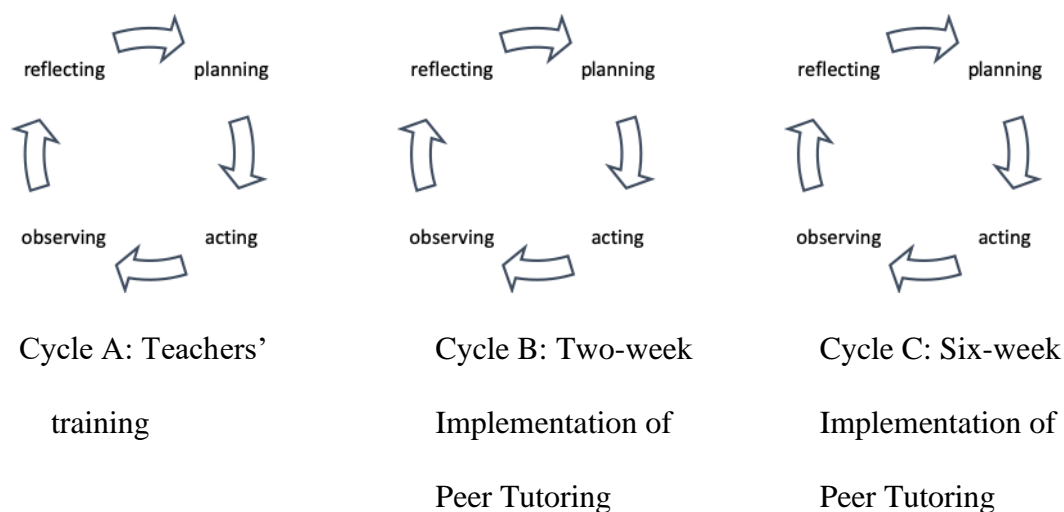 reflecting planning reflecting planning reflecting planning
observing acting observing acting observing acting
Cycle A: Teachers’ Cycle B: Two-week Cycle C: Six-week
training Implementation of Implementation of
Peer Tutoring Peer Tutoring